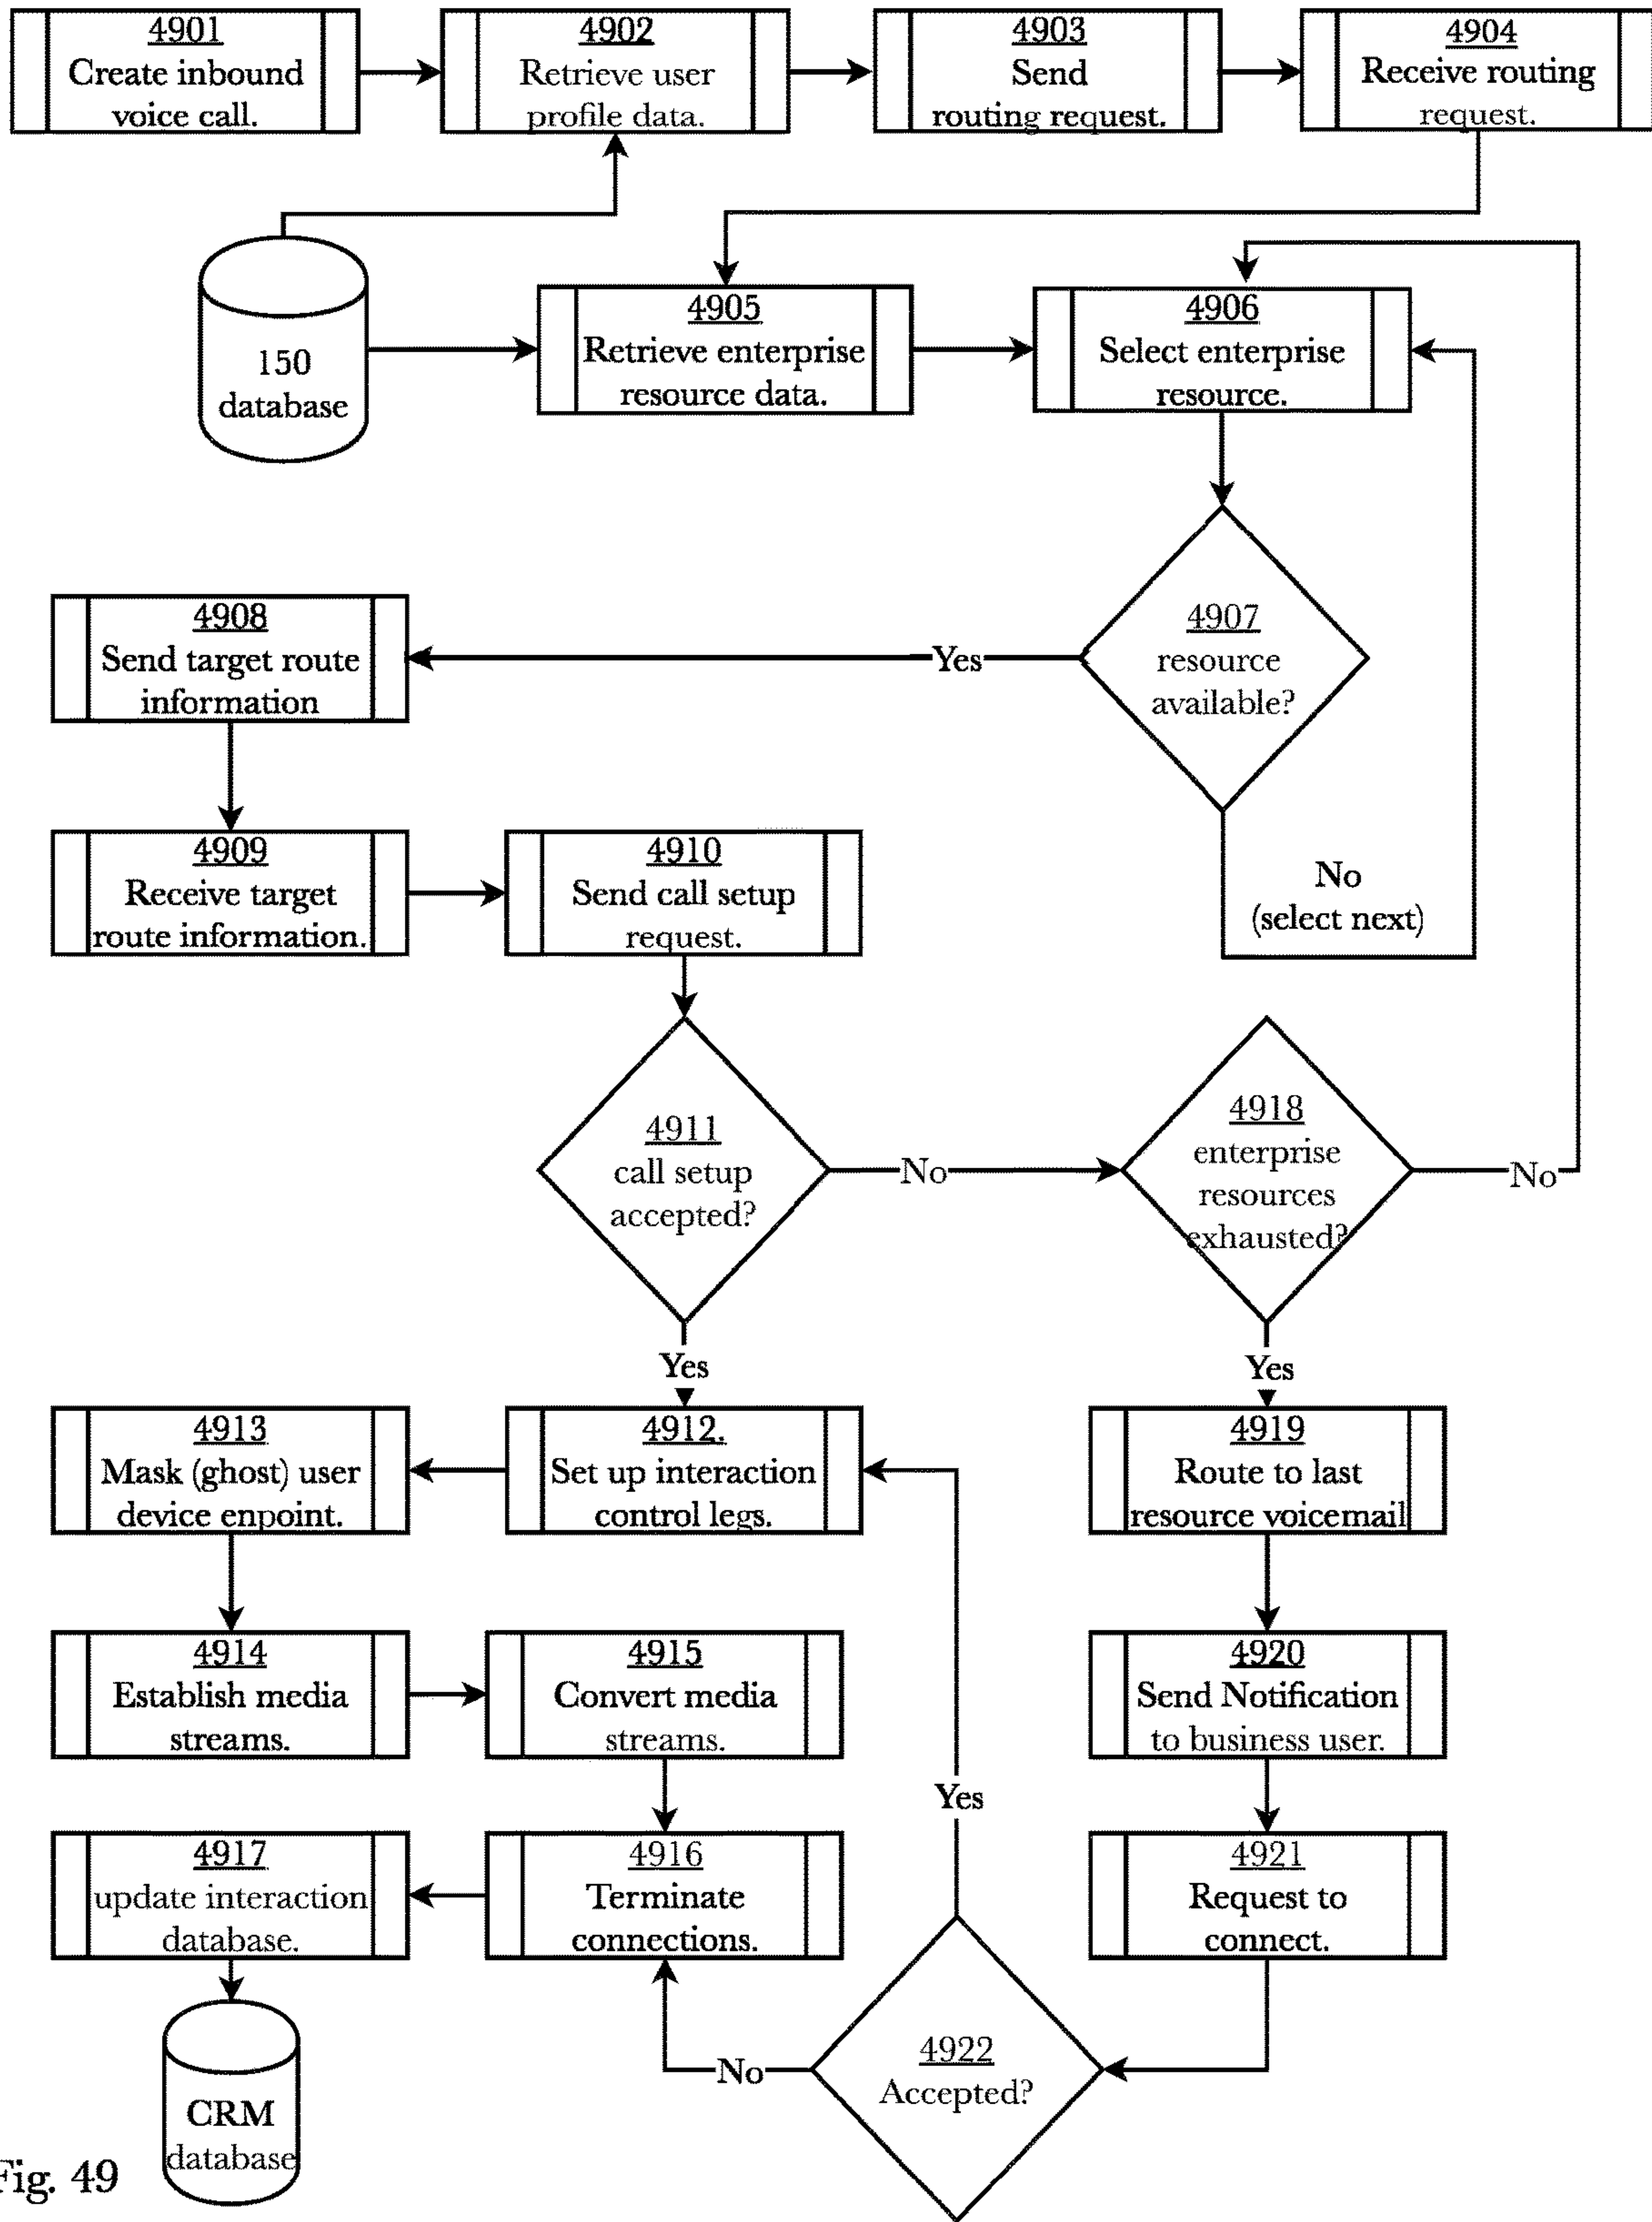 4901
Create inbound
voice call.
4902
Retrieve user
profile data.
4903
Send
routing request.
4904
Receive routing
request.
150
database
4905
Retrieve enterprise
resource data.
4906
Select enterprise
resource.
4907
resource
available?
Yes
4908
Send target route
information
No
(select next)
4909
Receive target
route information.
4910
Send call setup
request.
4911
call setup
accepted?
No
4918
enterprise
resources
exhausted?
No
Yes
Yes
4913
Mask (ghost) user
device enpoint.
4912.
Set up interaction
control legs.
4919
Route to last
resource voicemail
4914
Establish media
streams.
4915
Convert media
streams.
4920
Send Notification
to business user.
Yes
4917
update interaction
database.
4916
Terminate
connections.
4921
Request to
connect.
No
4922
Accepted?
CRM
database
Fig. 49